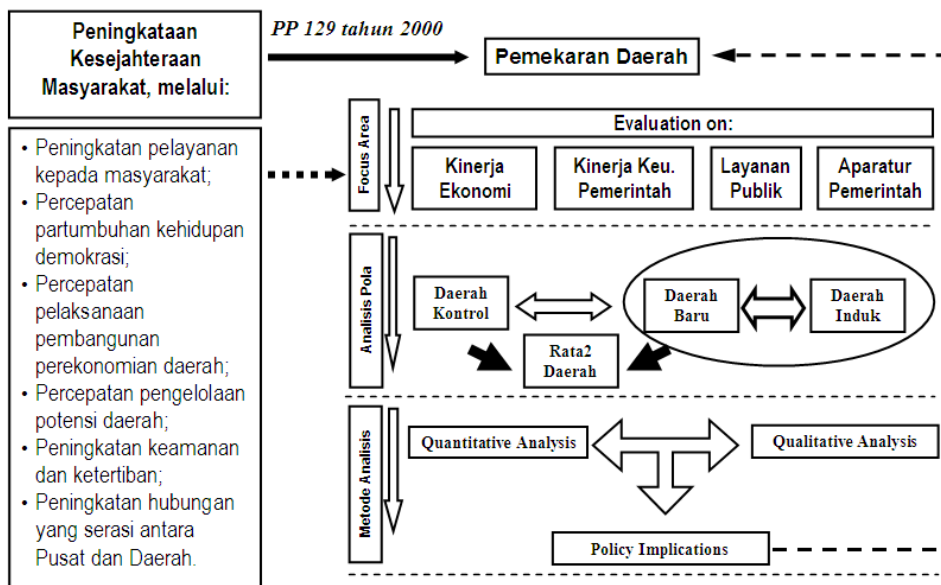 Peningkataan
Kesejahteraan
Masyarakat, melalui:
PP 129 tahun 2000
Pemekaran Daerah
• Peningkatan pelayanan
kepada masyarakat;
• Percepatan
partumbuhan kehidupan
demokrasi;
• Percepatan
pelaksanaan
pembangunan
perekonomian daerah;
• Percepatan pengelolaan
potensi daerah;
• Peningkatan keamanan
dan ketertiban;
• Peningkatan hubungan
yang serasi antara
Pusat dan Daerah.
Focus Area
Evaluation on:
Kinerja
Ekonomi
Kinerja Keu.
Pemerintah
Layanan
Publik
Aparatur
Pemerintah
Analisis Pola
Daerah
Kontrol
Daerah
Baru
Daerah
Induk
Rata2
Daerah
Metode Analisis
Quantitative Analysis
Qualitative Analysis
Policy Implications